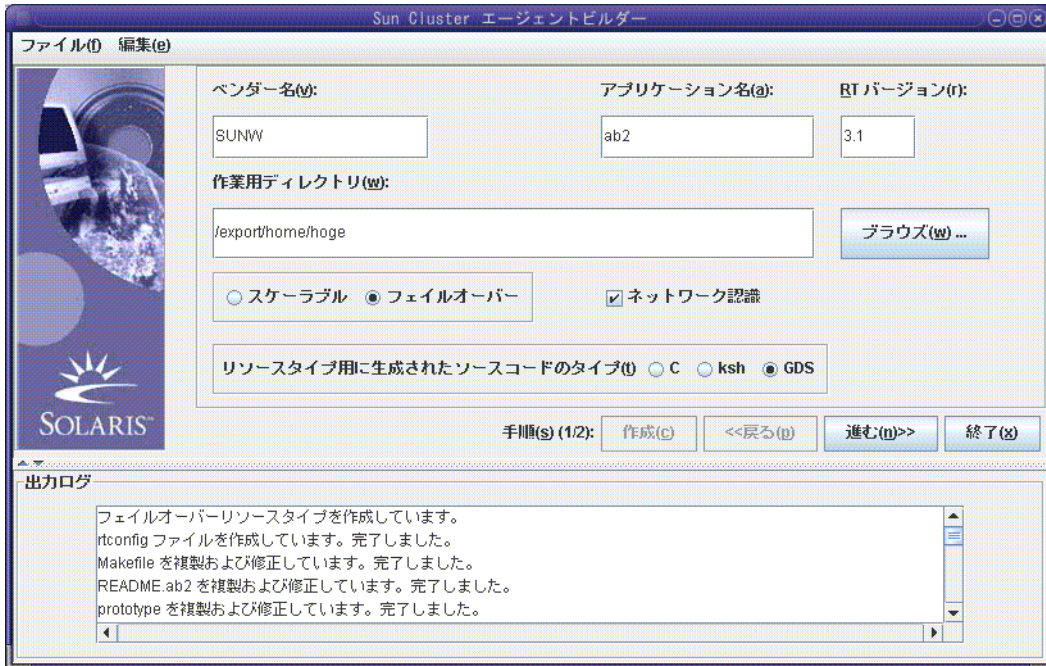 Sun Cluster エージェントビルダー
ファイル(f) 編集(e)
ベンダー名(v): アプリケーション名(a): RT バージョン(r):
SUNW ab2 3.1
作業用ディレクトリ(w):
/export/home/hoge ブラウズ(w) ...
スケーラブル フェイルオーバー ネットワーク認識
リソースタイプ用に生成されたソースコードのタイプ(t) C ksh GDS
SOLARIS™
手順(s) (1/2): 作成(c) <<戻る(p) 進む(n)>> 終了(x)
出力ログ
フェイルオーバーリソースタイプを作成しています。
rtconfig ファイルを作成しています。完了しました。
Makefile を複製および修正しています。完了しました。
README.ab2 を複製および修正しています。完了しました。
prototype を複製および修正しています。完了しました。